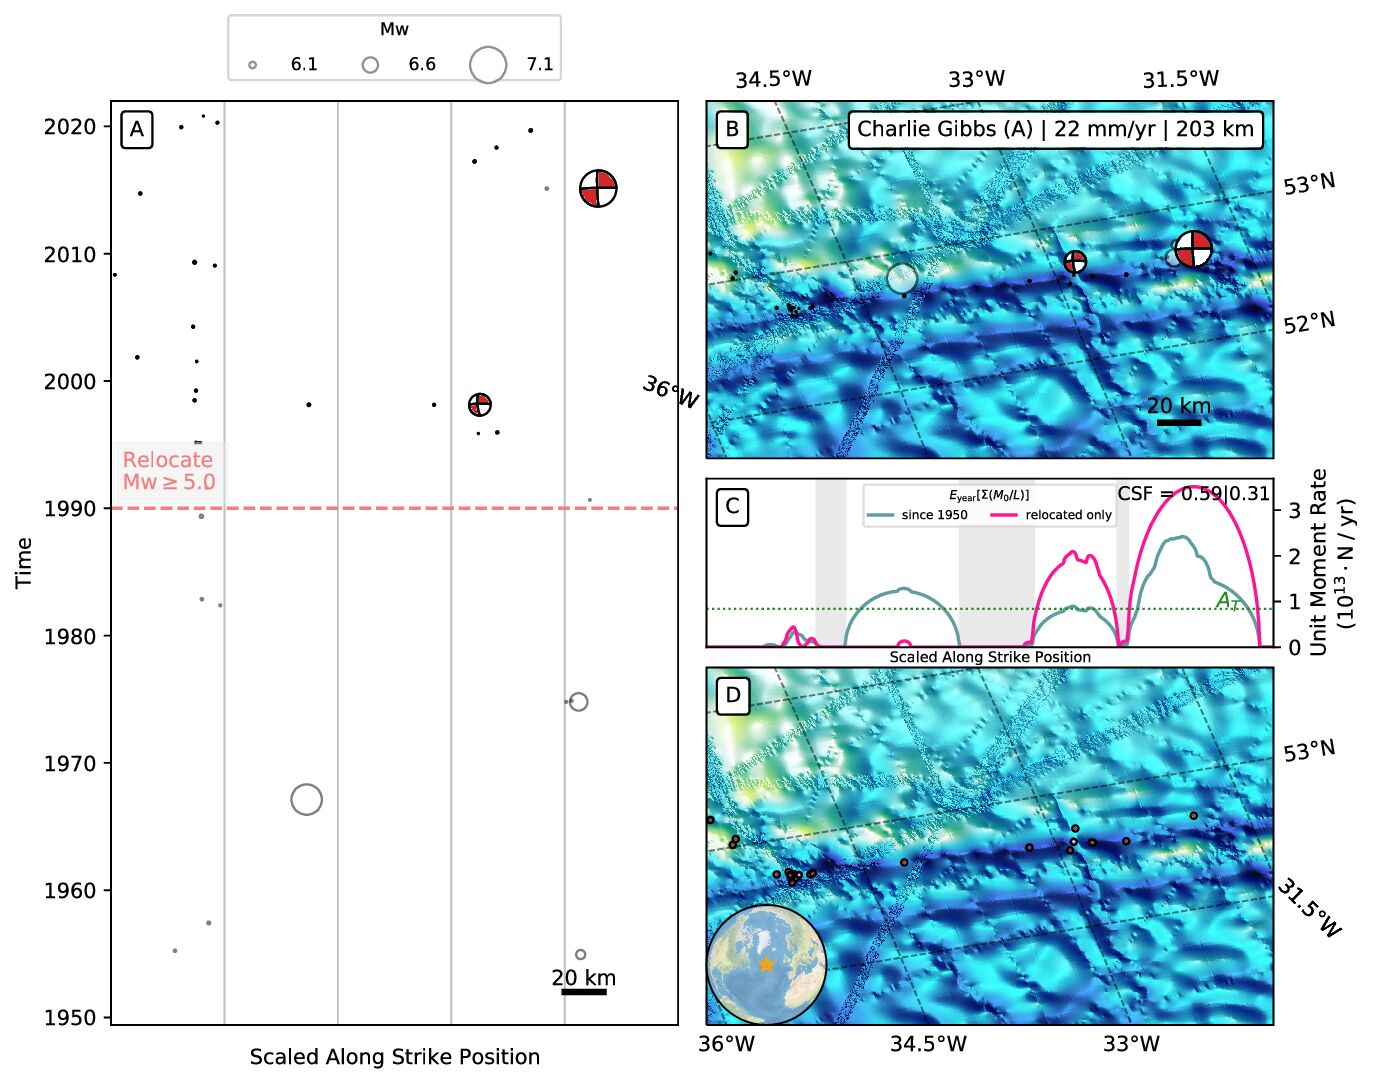 Mw
6.1 6.6 7.1
A
2020
2010
2000
1990
1980
1970
1960
1950
Time
Relocate
Mw ≥ 5.0
20 km
Scaled Along Strike Position
34.5°W 33°W 31.5°W
B
Charlie Gibbs (A) | 22 mm/yr | 203 km
53°N
52°N
36°W
20 km
C
E_year[Σ(M_0/L)]
since 1950 relocated only
CSF = 0.59|0.31
A_T
3
2
1
0
Unit Moment Rate
(10^13 · N / yr)
Scaled Along Strike Position
D
53°N
31.5°W
36°W 34.5°W 33°W